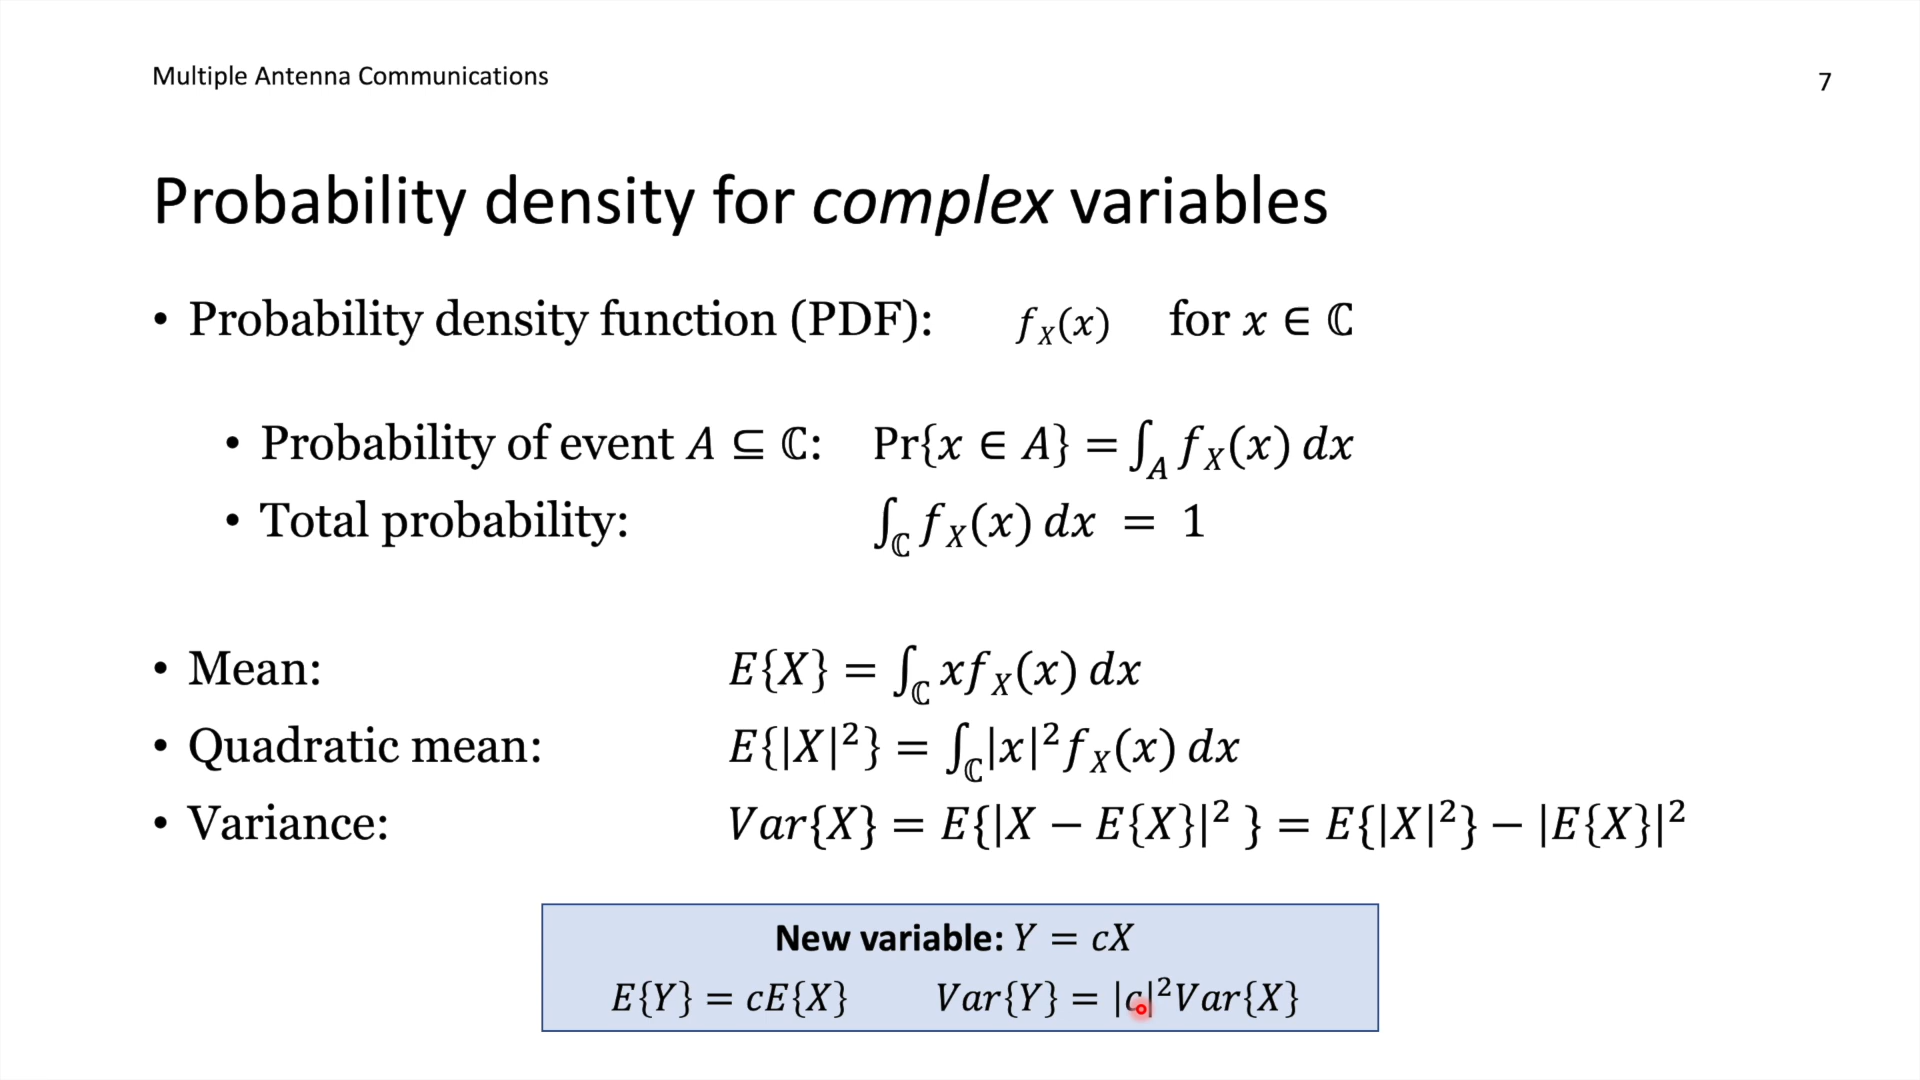 Multiple Antenna Communications
7
Probability density for complex variables
• Probability density function (PDF): f_X(x) for x ∈ ℂ
• Probability of event A ⊆ ℂ: Pr{x ∈ A} = ∫_A f_X(x) dx
• Total probability: ∫_ℂ f_X(x) dx = 1
• Mean: E{X} = ∫_ℂ x f_X(x) dx
• Quadratic mean: E{|X|²} = ∫_ℂ |x|² f_X(x) dx
• Variance: Var{X} = E{|X − E{X}|² } = E{|X|²} − |E{X}|²
New variable: Y = cX
E{Y} = cE{X} Var{Y} = |c|²Var{X}